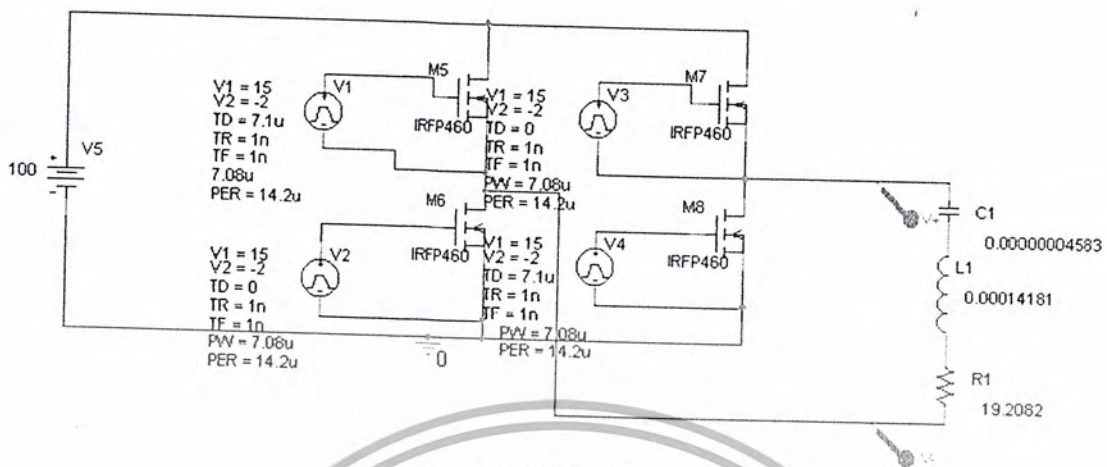 100
V5
V1 = 15
V2 = -2
TD = 7.1u
TR = 1n
TF = 1n
7.08u
PER = 14.2u
V1
M5
IRFP460
V1 = 15
V2 = -2
TD = 0
TR = 1n
TF = 1n
PW = 7.08u
PER = 14.2u
V3
M7
IRFP460
V1 = 15
V2 = -2
TD = 0
TR = 1n
TF = 1n
PW = 7.08u
PER = 14.2u
V2
M6
IRFP460
V1 = 15
V2 = -2
TD = 7.1u
TR = 1n
TF = 1n
PW = 7.08u
PER = 14.2u
0
V4
M8
IRFP460
V+
C1
0.00000004583
L1
0.00014181
R1
19.2082